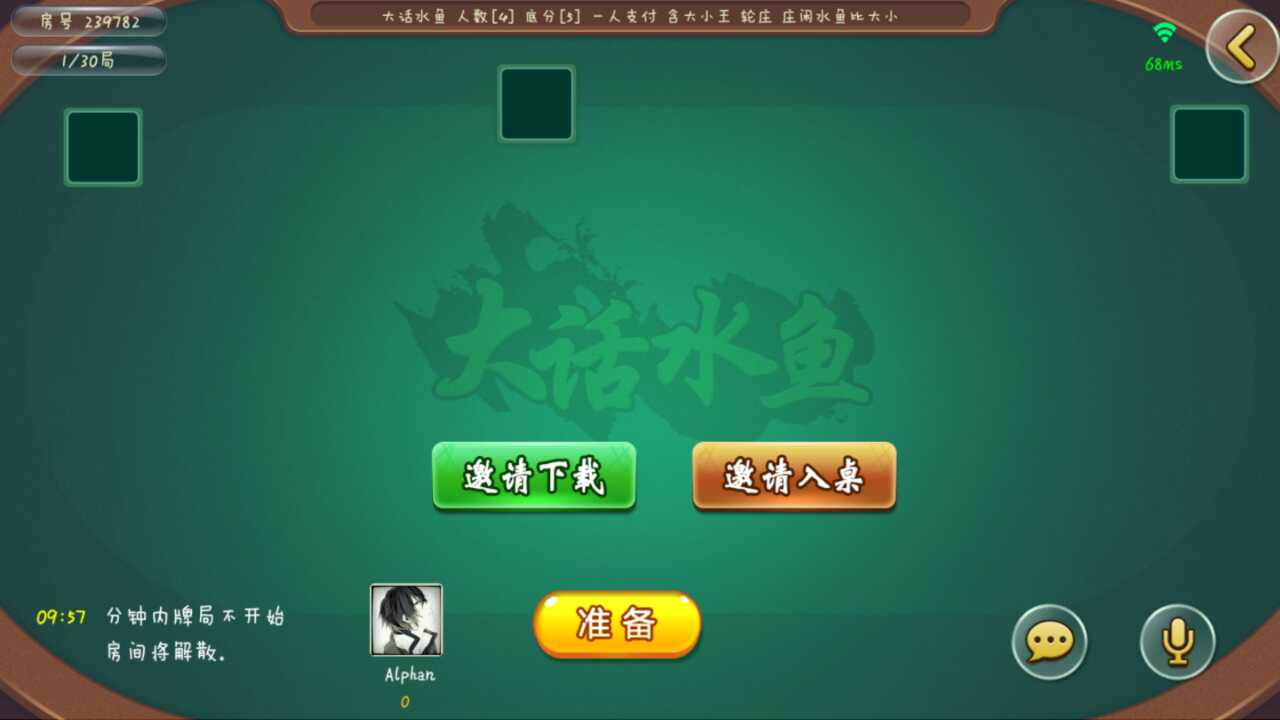 房号 239782
1/30局
大话水鱼 人数[4] 底分[5] 一人支付 含大小王 轮庄 庄闲水鱼比大小
68ms
大话水鱼
邀请下载
邀请入桌
09:57 分钟内牌局不开始
房间将解散.
准备
Alphan
0